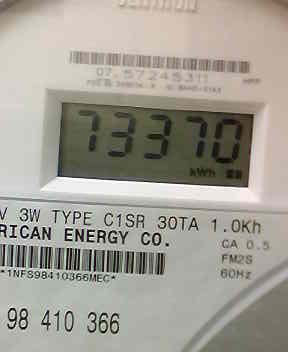 07.57245311
73370
kWh
V 3W TYPE C1SR 30TA 1.0Kh
RICAN ENERGY CO.
CA 0.5
FM2S
60Hz
*1NFS98410366MEC*
98 410 366